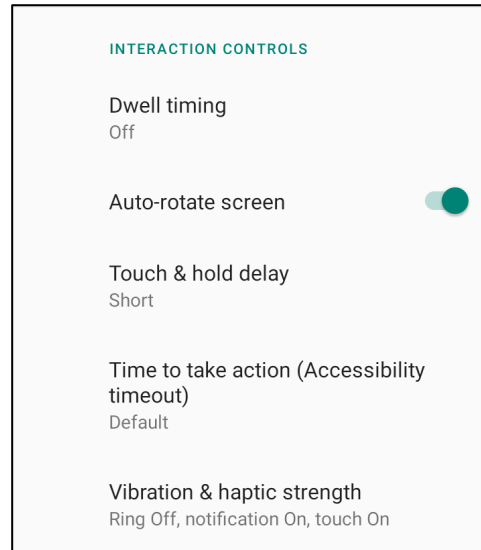 INTERACTION CONTROLS
Dwell timing
Off
Auto-rotate screen
Touch & hold delay
Short
Time to take action (Accessibility
timeout)
Default
Vibration & haptic strength
Ring Off, notification On, touch On